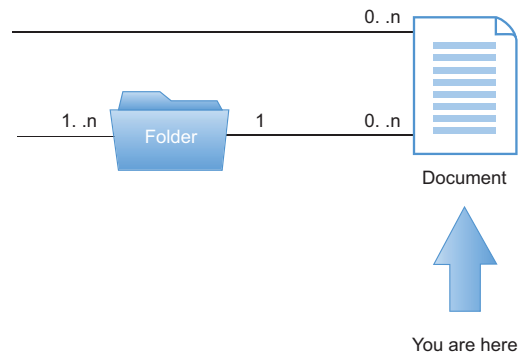 0. .n
1. .n
Folder
1
0. .n
Document
You are here